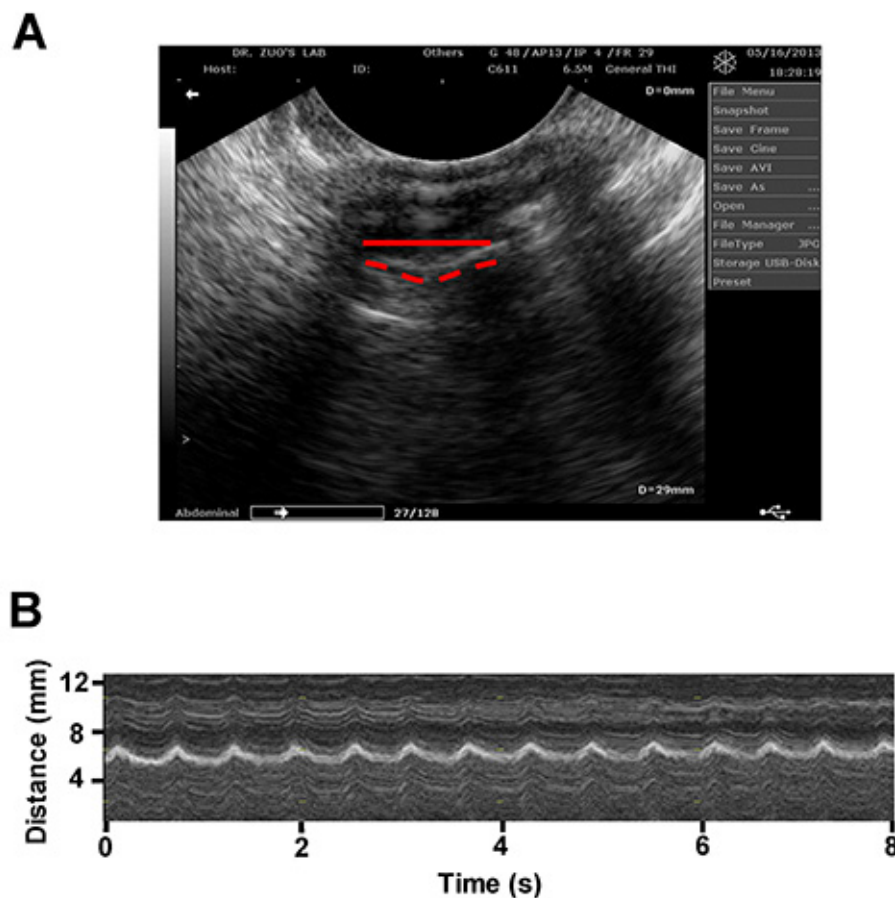 A
DR. ZUO'S LAB Others G 48/AP13/IP 4/FR 29 05/16/2013
Host: ID: C611 6.5M General THI 18:28:19
D=0mm
File Menu
Snapshot
Save Frame
Save Cine
Save AVI
Save As ...
Open ...
File Manager ...
FileType JPG
Storage USB-Disk
Preset
D=29mm
Abdominal 27/128
B
Distance (mm)
12
8
4
0 2 4 6 8
Time (s)